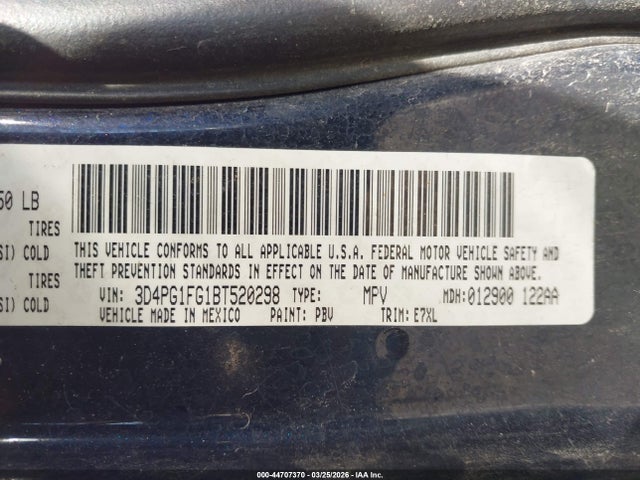 50 LB
TIRES
SI) COLD
TIRES
SI) COLD
THIS VEHICLE CONFORMS TO ALL APPLICABLE U.S.A. FEDERAL MOTOR VEHICLE SAFETY AND
THEFT PREVENTION STANDARDS IN EFFECT ON THE DATE OF MANUFACTURE SHOWN ABOVE.
VIN: 3D4PG1FG1BT520298 TYPE: MPV MDH:012900 122AA
VEHICLE MADE IN MEXICO PAINT: PBV TRIM: E7XL
000-44707370 - 03/25/2026 - IAA Inc.